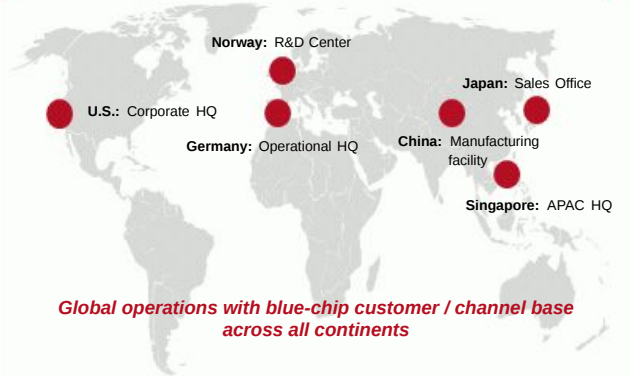 Norway: R&D Center
Japan: Sales Office
U.S.: Corporate HQ
Germany: Operational HQ
China: Manufacturing
facility
Singapore: APAC HQ
Global operations with blue-chip customer / channel base
across all continents